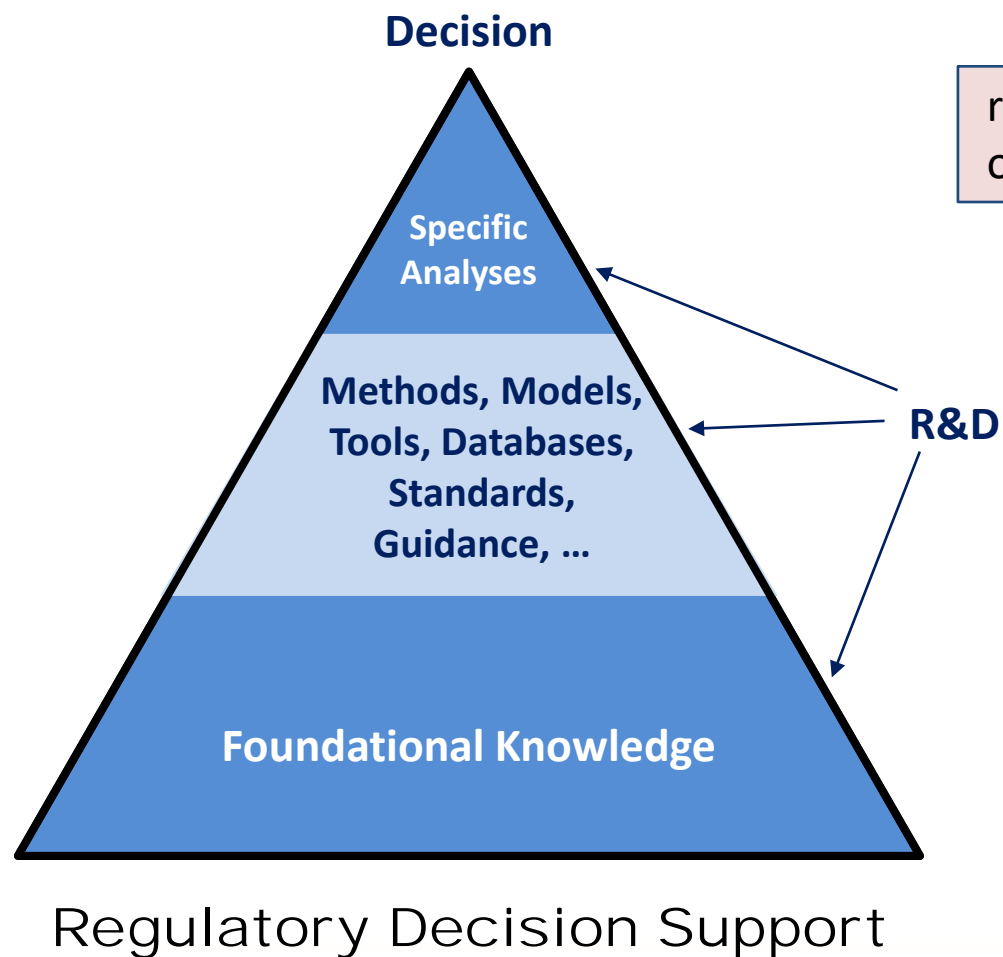 Decision
Specific
Analyses
Methods, Models,
Tools, Databases,
Standards,
Guidance, …
R&D
Foundational Knowledge
Regulatory Decision Support